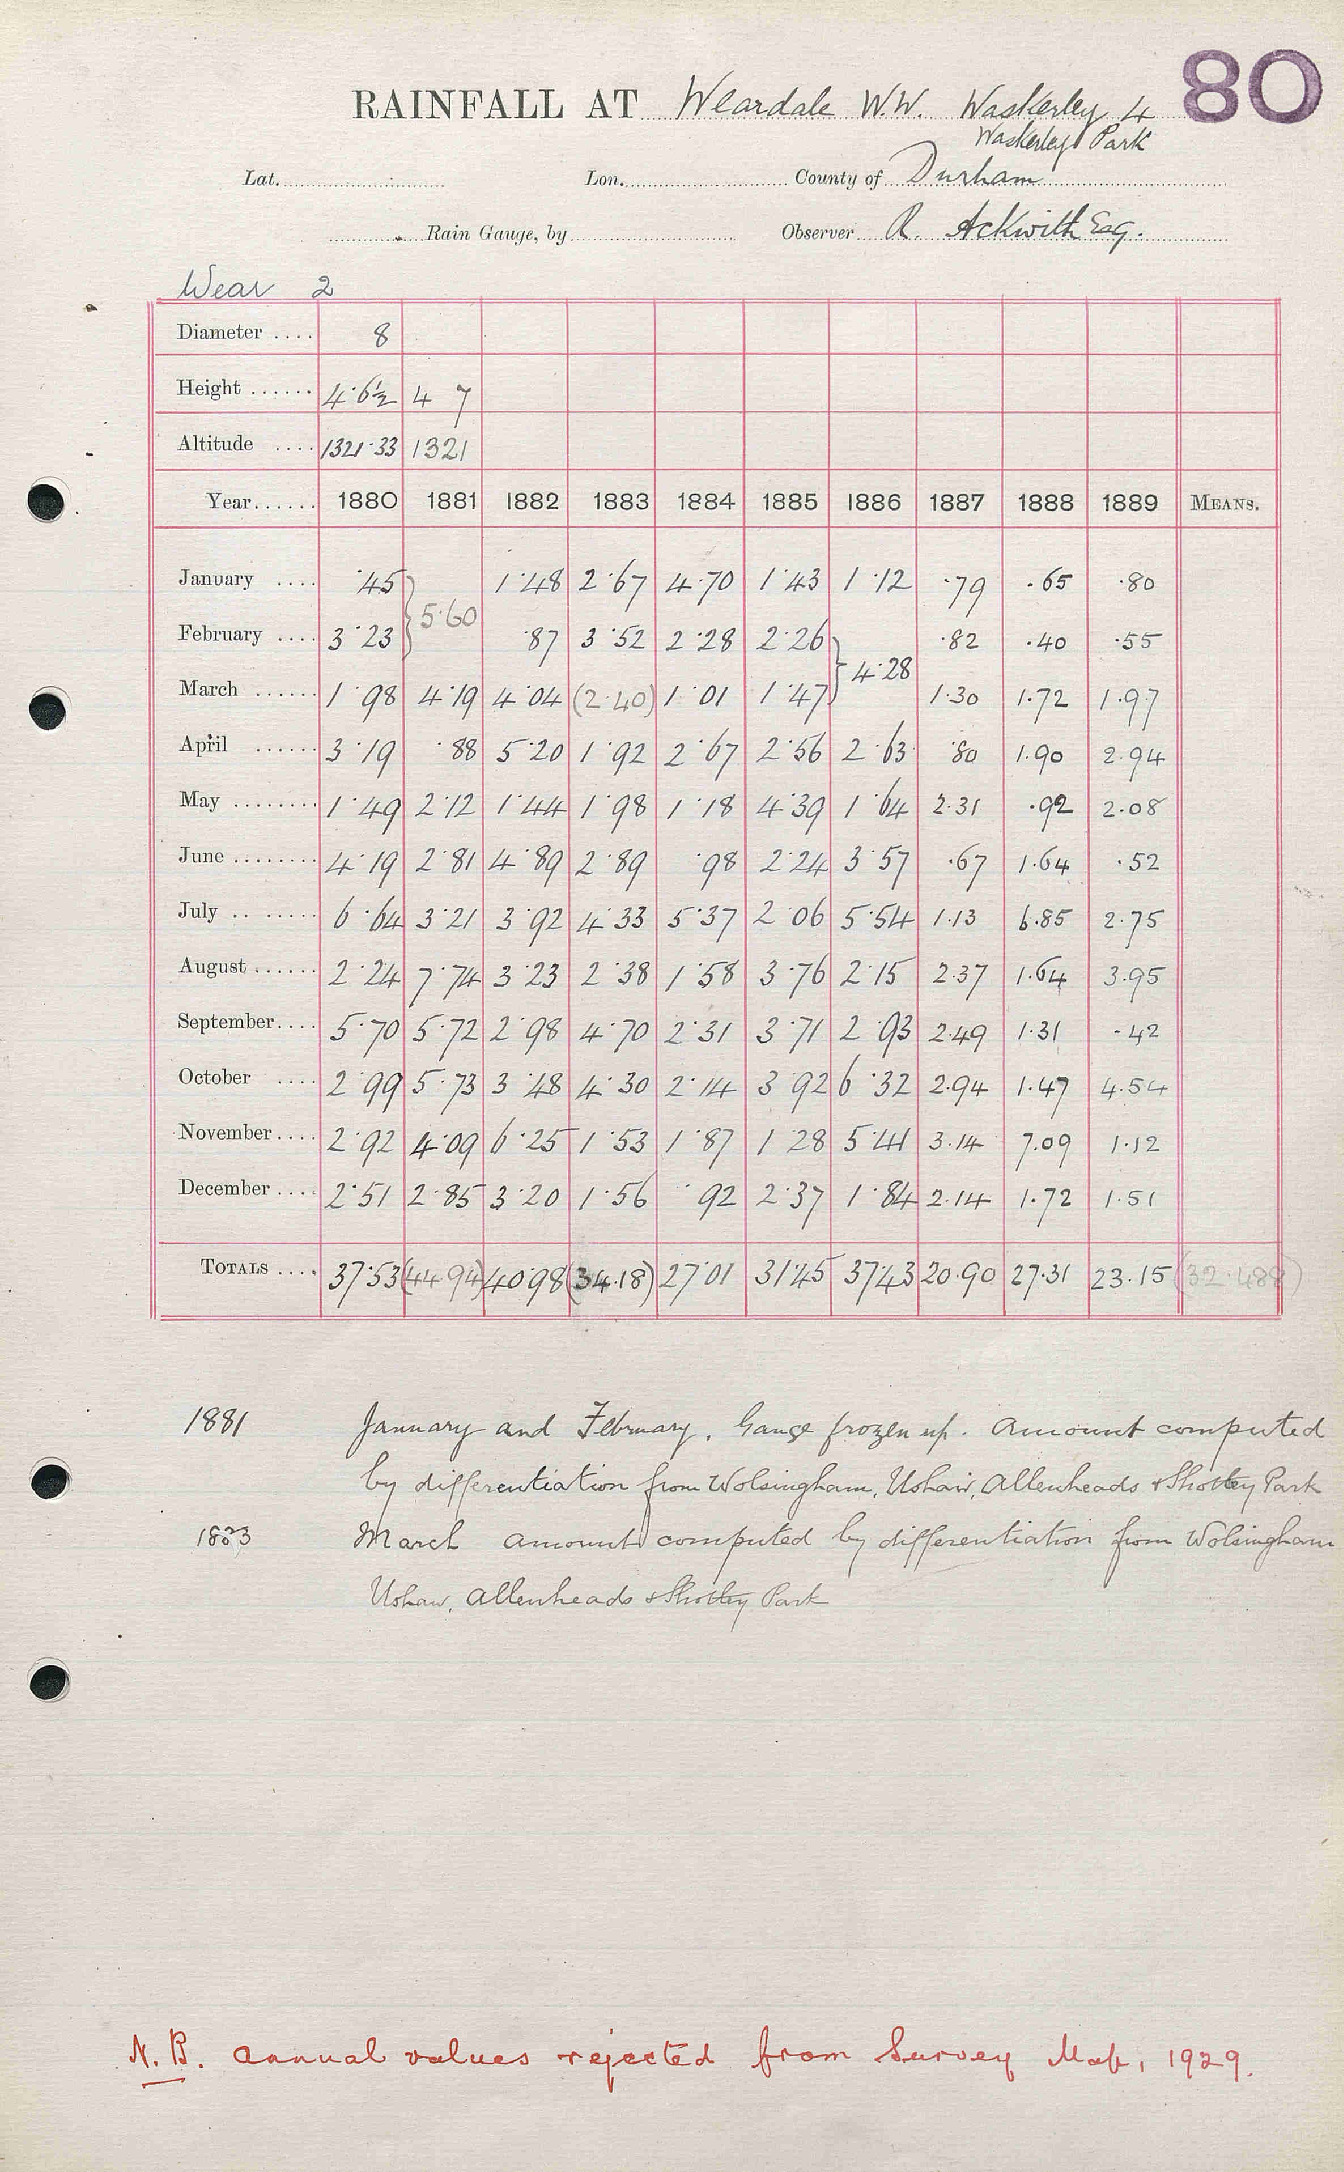 80
RAINFALL AT Weardale W.W. Waskerley 4
Waskerley Park
Lat. Lon. County of Durham
Rain Gauge, by Observer R. Ackwith Esq.
Wear 2
Diameter .... 8
Height ...... 4·6½ 4 7
Altitude .... 1321·33 1321
Year...... 1880 1881 1882 1883 1884 1885 1886 1887 1888 1889 MEANS.
January .... ·45 1·48 2·67 4·70 1·43 1·12 ·79 ·65 ·80
5·60
February .... 3·23 ·87 3·52 2·28 2·26 ·82 ·40 ·55
4·28
March ...... 1·98 4·19 4·04 (2·40) 1·01 1·47 1·30 1·72 1·97
April ...... 3·19 ·88 5·20 1·92 2·67 2·56 2·63 ·80 1·90 2·94
May ........ 1·49 2·12 1·44 1·98 1·18 4·39 1·64 2·31 ·92 2·08
June ........ 4·19 2·81 4·89 2·89 ·98 2·24 3·57 ·67 1·64 ·52
July .. ...... 6·64 3·21 3·92 4·33 5·37 2·06 5·54 1·13 6·85 2·75
August ...... 2·24 7·74 3·23 2·38 1·58 3·76 2·15 2·37 1·64 3·95
September.... 5·70 5·72 2·98 4·70 2·31 3·71 2·93 2·49 1·31 ·42
October .... 2·99 5·73 3·48 4·30 2·14 3·92 6·32 2·94 1·47 4·54
November.... 2·92 4·09 6·25 1·53 1·87 1·28 5·41 3·14 7·09 1·12
December .... 2·51 2·85 3·20 1·56 ·92 2·37 1·84 2·14 1·72 1·51
TOTALS .... 37·53 (44·94) 40·98 (34·18) 27·01 31·45 37·43 20·90 27·31 23·15 (32·488)
1881 January and February. Gauge frozen up. Amount computed
by differentiation from Wolsingham, Ushaw, Allenheads & Shotley Park
1883 March amount computed by differentiation from Wolsingham
Ushaw, Allenheads & Shotley Park
N.B. annual values rejected from Survey Map, 1929.